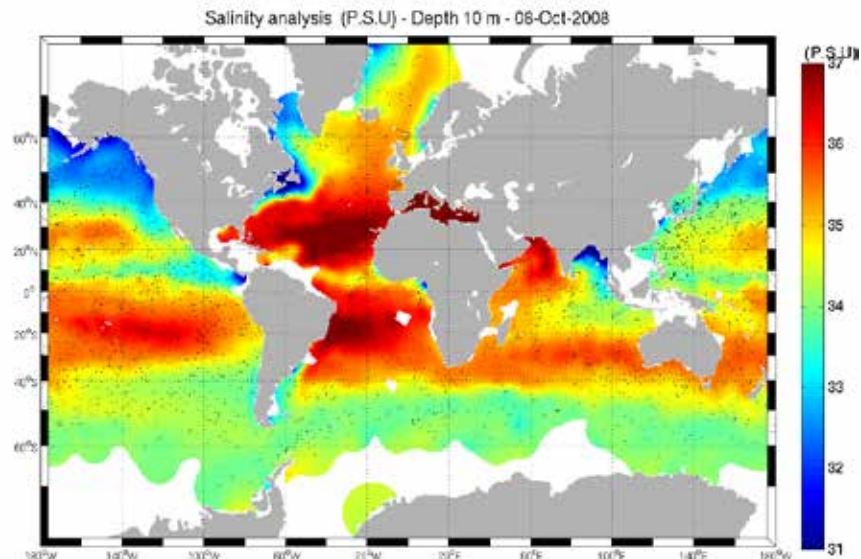 Salinity analysis (P.S.U) - Depth 10 m - 08-Oct-2008
(P.S.U)
37
36
35
34
33
32
31
60°N
40°N
20°N
0°
20°S
40°S
60°S
180°W 140°W 100°W 60°W 20°W 20°E 60°E 100°E 140°E 180°W